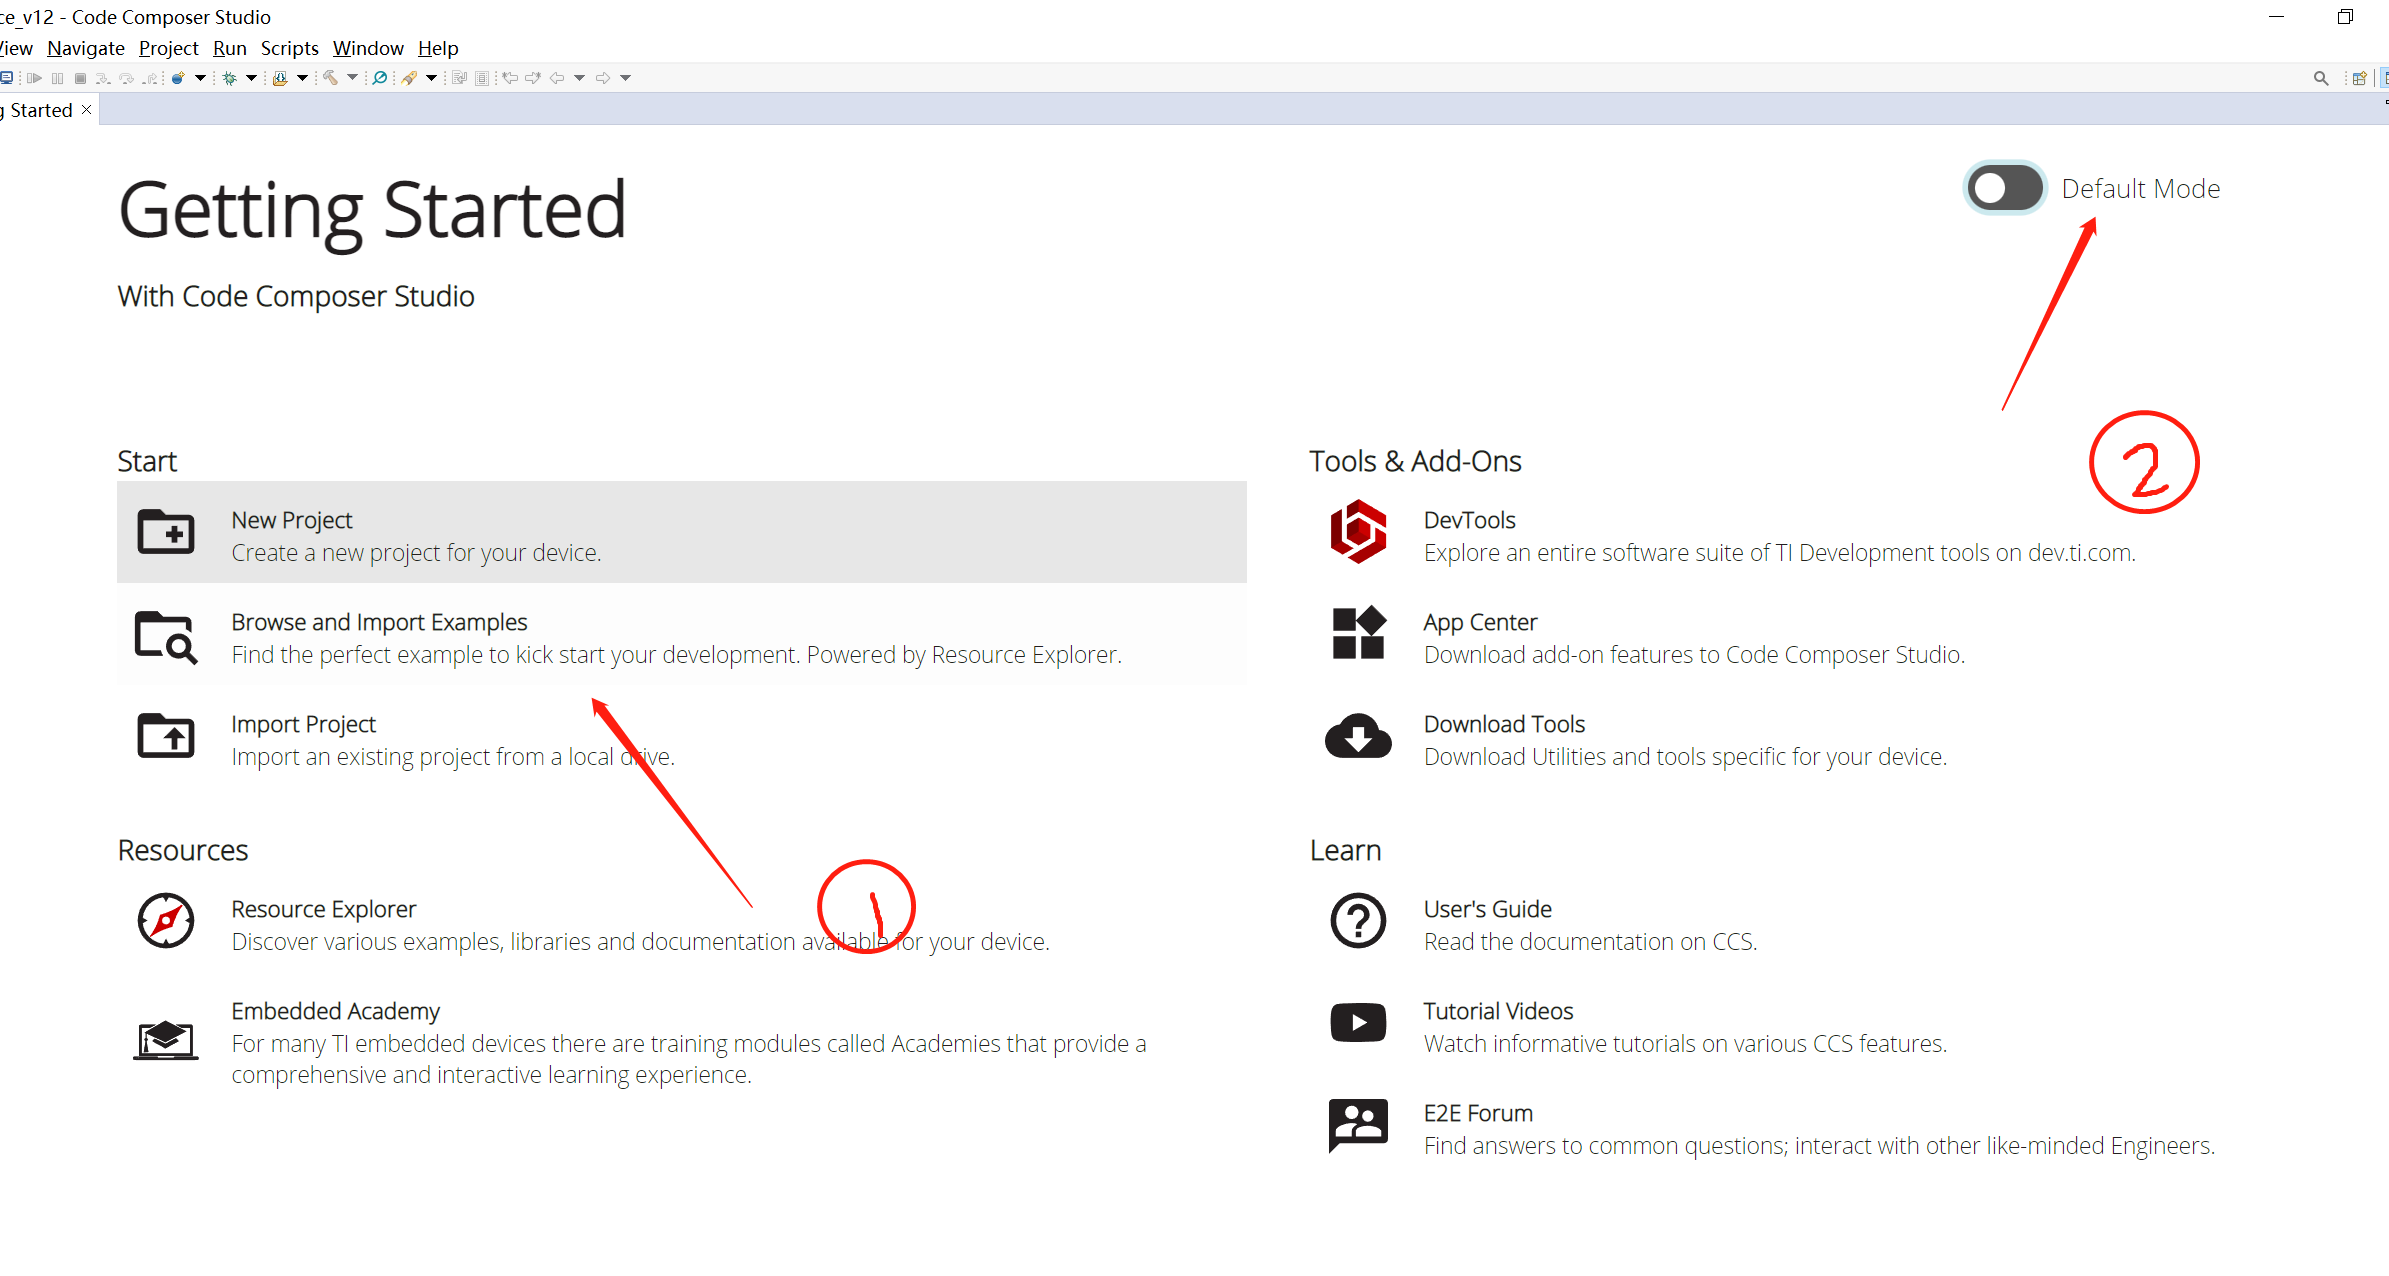 ce_v12 - Code Composer Studio
View Navigate Project Run Scripts Window Help
g Started
Getting Started
Default Mode
With Code Composer Studio
Start
New Project
Create a new project for your device.
Browse and Import Examples
Find the perfect example to kick start your development. Powered by Resource Explorer.
Import Project
Import an existing project from a local drive.
1
Resources
Resource Explorer
Discover various examples, libraries and documentation available for your device.
Embedded Academy
For many TI embedded devices there are training modules called Academies that provide a
comprehensive and interactive learning experience.
Tools & Add-Ons
2
DevTools
Explore an entire software suite of TI Development tools on dev.ti.com.
App Center
Download add-on features to Code Composer Studio.
Download Tools
Download Utilities and tools specific for your device.
Learn
User's Guide
Read the documentation on CCS.
Tutorial Videos
Watch informative tutorials on various CCS features.
E2E Forum
Find answers to common questions; interact with other like-minded Engineers.